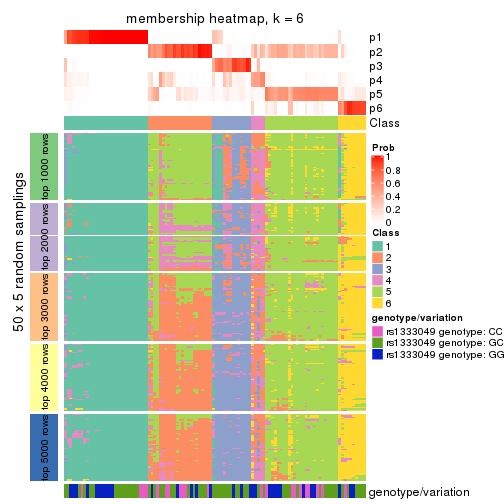 membership heatmap, k = 6
p1
p2
p3
p4
p5
p6
Class
50 x 5 random samplings
top 1000 rows
top 2000 rows
top 3000 rows
top 4000 rows
top 5000 rows
Prob
1
0.8
0.6
0.4
0.2
0
Class
1
2
3
4
5
6
genotype/variation
rs1333049 genotype: CC
rs1333049 genotype: GC
rs1333049 genotype: GG
genotype/variation